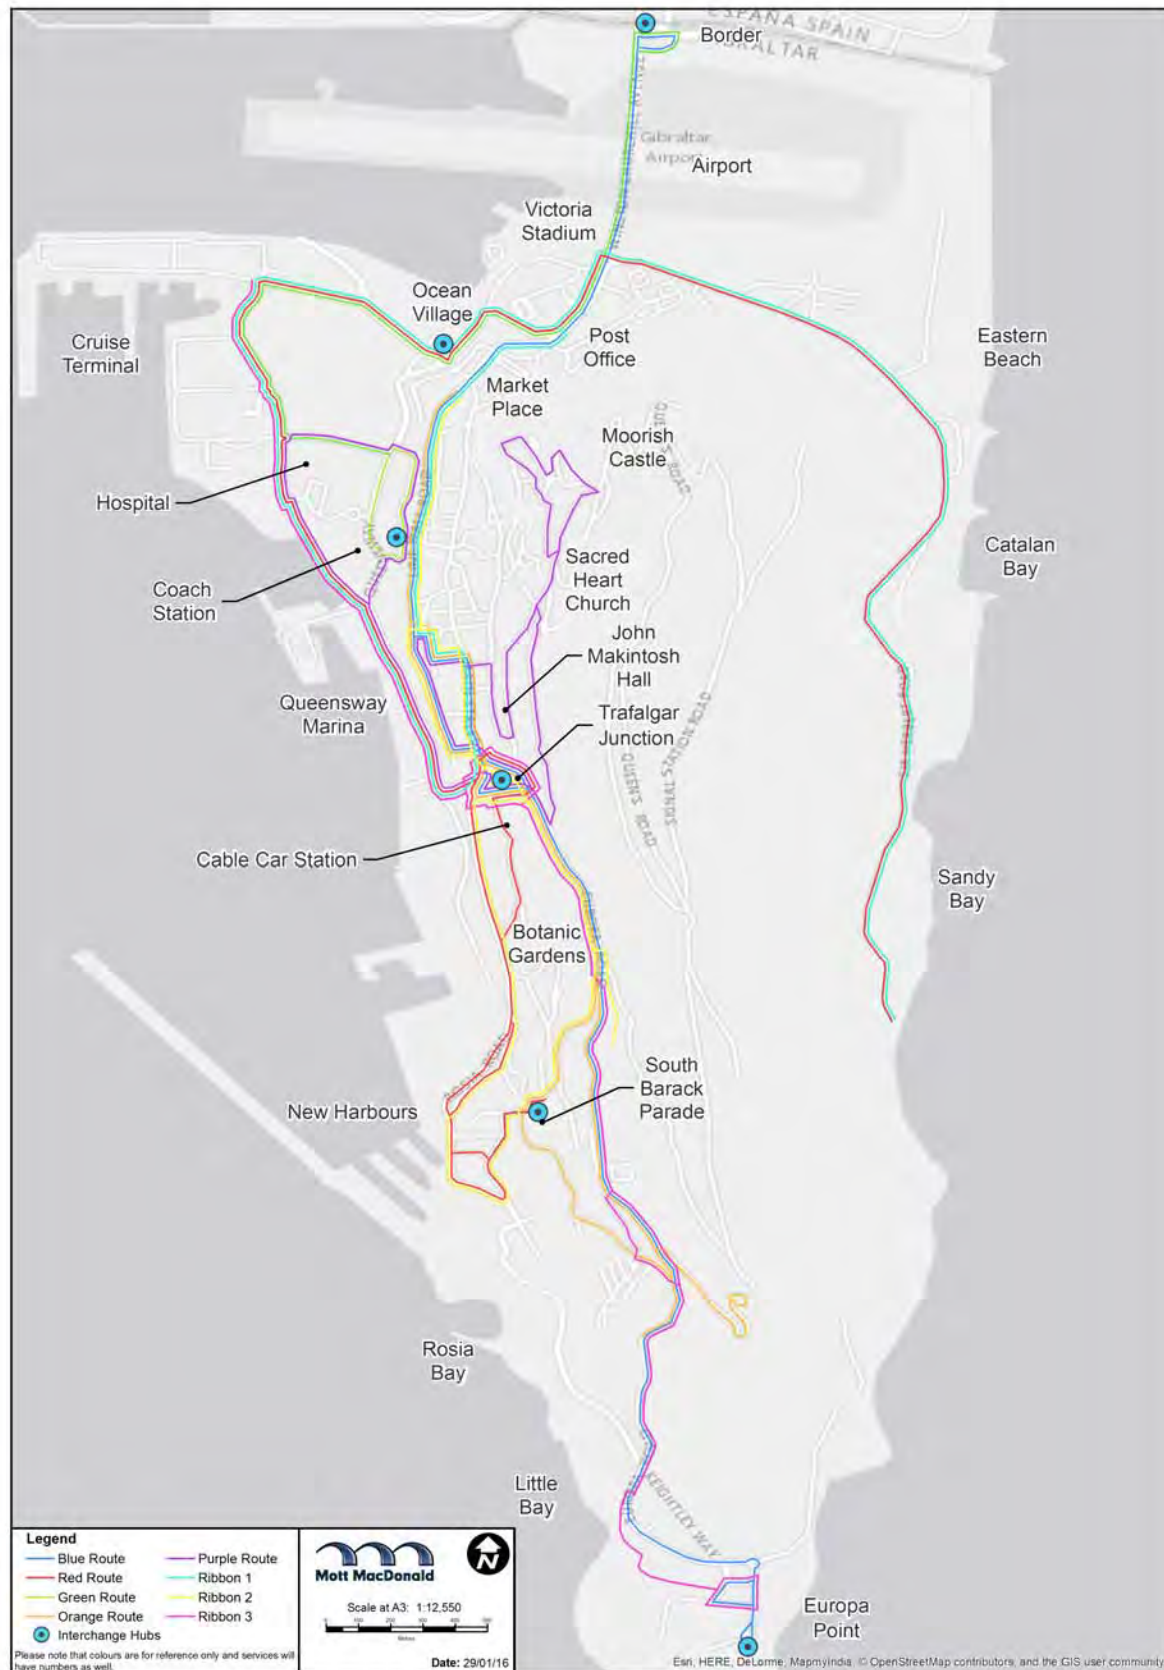 ESPAÑA SPAIN
Border
GIBRALTAR
Gibraltar
Airport
Airport
Victoria
Stadium
Ocean
Village
Cruise
Terminal
Post
Office
Eastern
Beach
Market
Place
Moorish
Castle
Hospital
Coach
Station
Sacred
Heart
Church
Catalan
Bay
John
Makintosh
Hall
Queensway
Marina
Trafalgar
Junction
QUEEN'S ROAD
SIGNAL STATION ROAD
Cable Car Station
Sandy
Bay
Botanic
Gardens
ROSIA ROAD
New Harbours
South
Barack
Parade
Rosia
Bay
Little
Bay
KEIGHTLEY WAY
Europa
Point
Legend
Blue Route
Purple Route
Red Route
Ribbon 1
Green Route
Ribbon 2
Orange Route
Ribbon 3
Interchange Hubs
Please note that colours are for reference only and services will
have numbers as well.
N
Mott MacDonald
Scale at A3: 1:12,550
Date: 29/01/16
Esri, HERE, DeLorme, MapmyIndia, © OpenStreetMap contributors, and the GIS user community